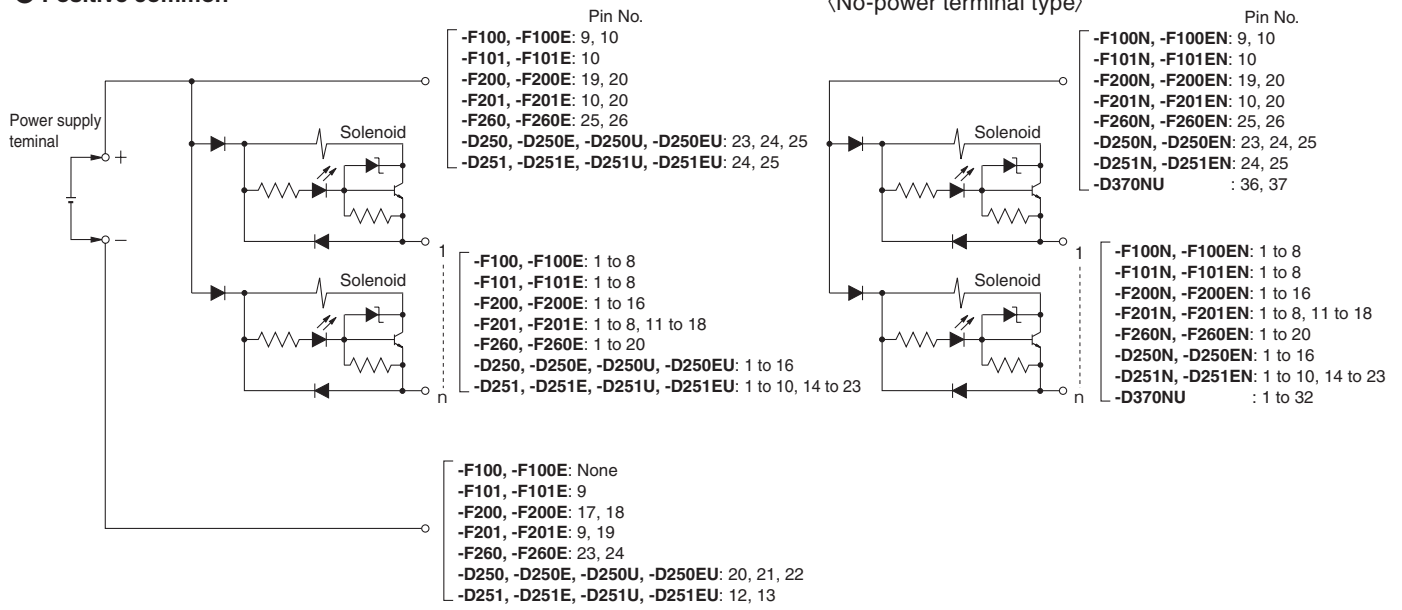 Positive common
Pin No.
-F100, -F100E: 9, 10
-F101, -F101E: 10
-F200, -F200E: 19, 20
-F201, -F201E: 10, 20
-F260, -F260E: 25, 26
-D250, -D250E, -D250U, -D250EU: 23, 24, 25
-D251, -D251E, -D251U, -D251EU: 24, 25
Power supply
teminal
+
−
Solenoid
1
Solenoid
n
-F100, -F100E: 1 to 8
-F101, -F101E: 1 to 8
-F200, -F200E: 1 to 16
-F201, -F201E: 1 to 8, 11 to 18
-F260, -F260E: 1 to 20
-D250, -D250E, -D250U, -D250EU: 1 to 16
-D251, -D251E, -D251U, -D251EU: 1 to 10, 14 to 23
-F100, -F100E: None
-F101, -F101E: 9
-F200, -F200E: 17, 18
-F201, -F201E: 9, 19
-F260, -F260E: 23, 24
-D250, -D250E, -D250U, -D250EU: 20, 21, 22
-D251, -D251E, -D251U, -D251EU: 12, 13
〈No-power terminal type〉
Pin No.
-F100N, -F100EN: 9, 10
-F101N, -F101EN: 10
-F200N, -F200EN: 19, 20
-F201N, -F201EN: 10, 20
-F260N, -F260EN: 25, 26
-D250N, -D250EN: 23, 24, 25
-D251N, -D251EN: 24, 25
-D370NU : 36, 37
Solenoid
1
Solenoid
n
-F100N, -F100EN: 1 to 8
-F101N, -F101EN: 1 to 8
-F200N, -F200EN: 1 to 16
-F201N, -F201EN: 1 to 8, 11 to 18
-F260N, -F260EN: 1 to 20
-D250N, -D250EN: 1 to 16
-D251N, -D251EN: 1 to 10, 14 to 23
-D370NU : 1 to 32